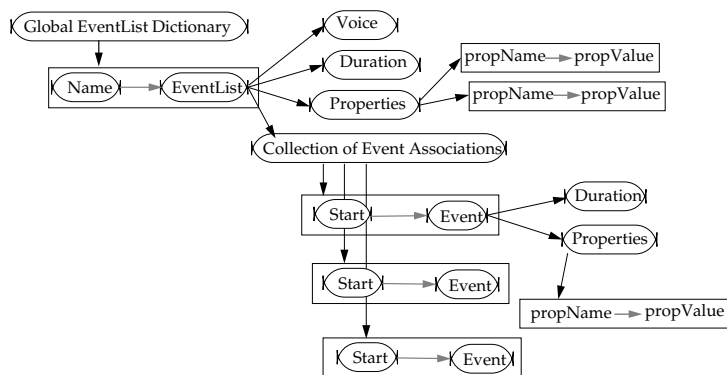 Global EventList Dictionary
Voice
Duration
propName propValue
Name EventList
Properties
propName propValue
Collection of Event Associations
Duration
Start Event
Properties
Start Event
propName propValue
Start Event